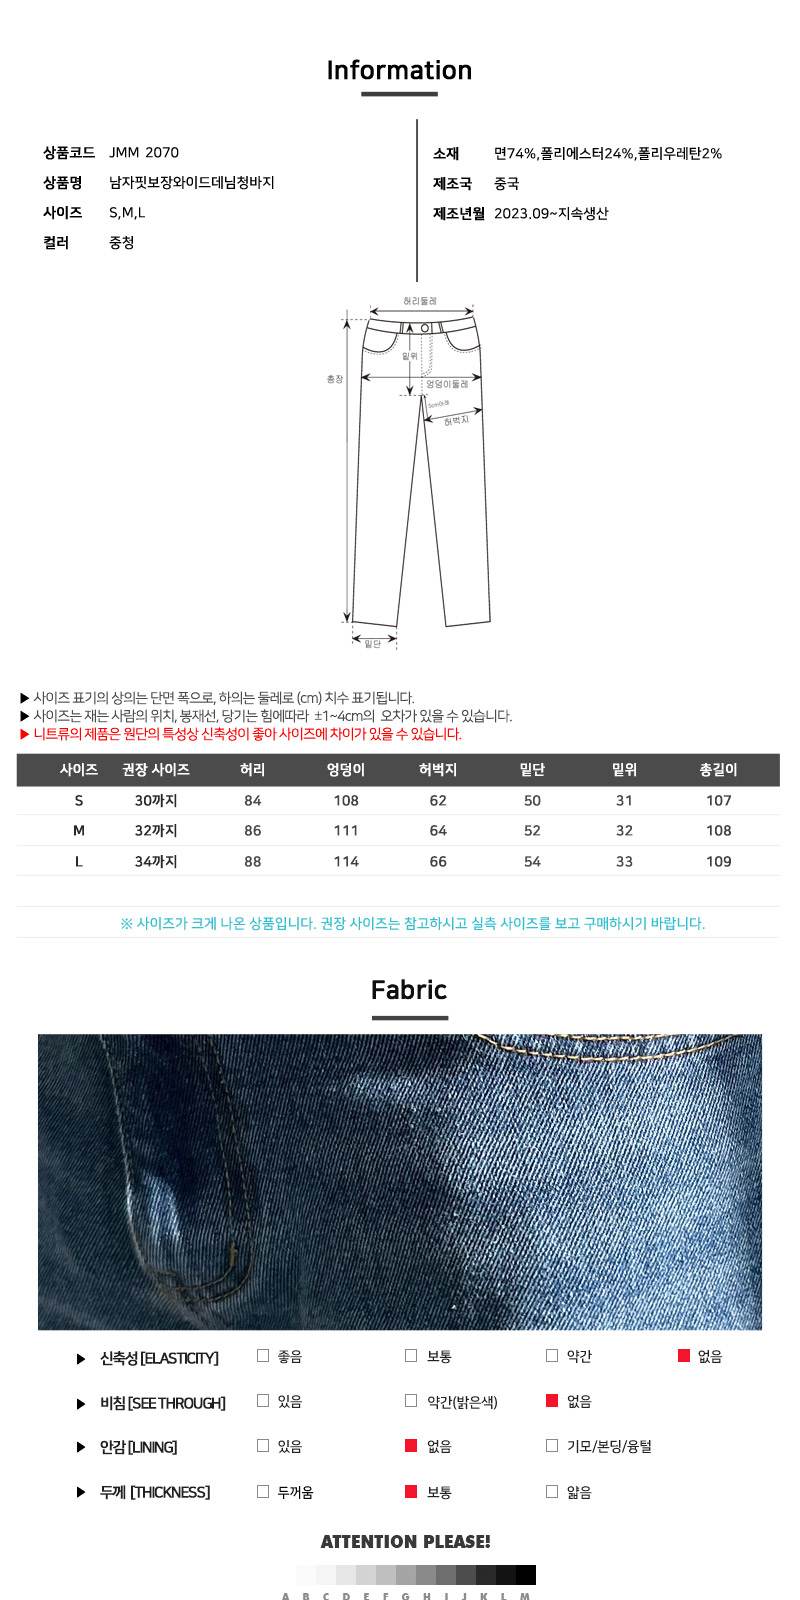 Information
상품코드 JMM 2070
상품명 남자핏보장와이드데님청바지
사이즈 S,M,L
컬러 중청
소재 면74%,폴리에스터24%,폴리우레탄2%
제조국 중국
제조년월 2023.09~지속생산
허리둘레
밑위
총장
엉덩이둘레
허벅지
밑단
▶ 사이즈 표기의 상의는 단면 폭으로, 하의는 둘레로 (cm) 치수 표기됩니다.
▶ 사이즈는 재는 사람의 위치, 봉재선, 당기는 힘에따라 ±1~4cm의 오차가 있을 수 있습니다.
▶ 니트류의 제품은 원단의 특성상 신축성이 좋아 사이즈에 차이가 있을 수 있습니다.
사이즈 권장 사이즈 허리 엉덩이 허벅지 밑단 밑위 총길이
S 30까지 84 108 62 50 31 107
M 32까지 86 111 64 52 32 108
L 34까지 88 114 66 54 33 109
※ 사이즈가 크게 나온 상품입니다. 권장 사이즈는 참고하시고 실측 사이즈를 보고 구매하시기 바랍니다.
Fabric
▶ 신축성 [ELASTICITY] 좋음 보통 약간 없음
▶ 비침 [SEE THROUGH] 있음 약간(밝은색) 없음
▶ 안감 [LINING] 있음 없음 기모/본딩/융털
▶ 두께 [THICKNESS] 두꺼움 보통 얇음
ATTENTION PLEASE!
A B C D E F G H I J K L M